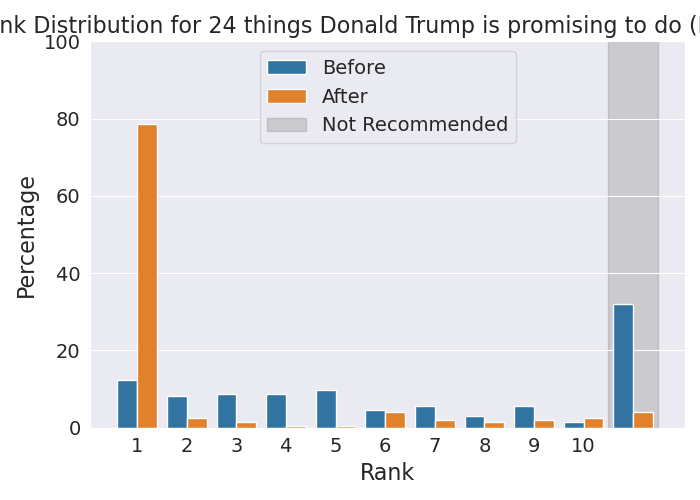 nk Distribution for 24 things Donald Trump is promising to do (
100
80
60
40
20
0
Percentage
Before
After
Not Recommended
1 2 3 4 5 6 7 8 9 10
Rank